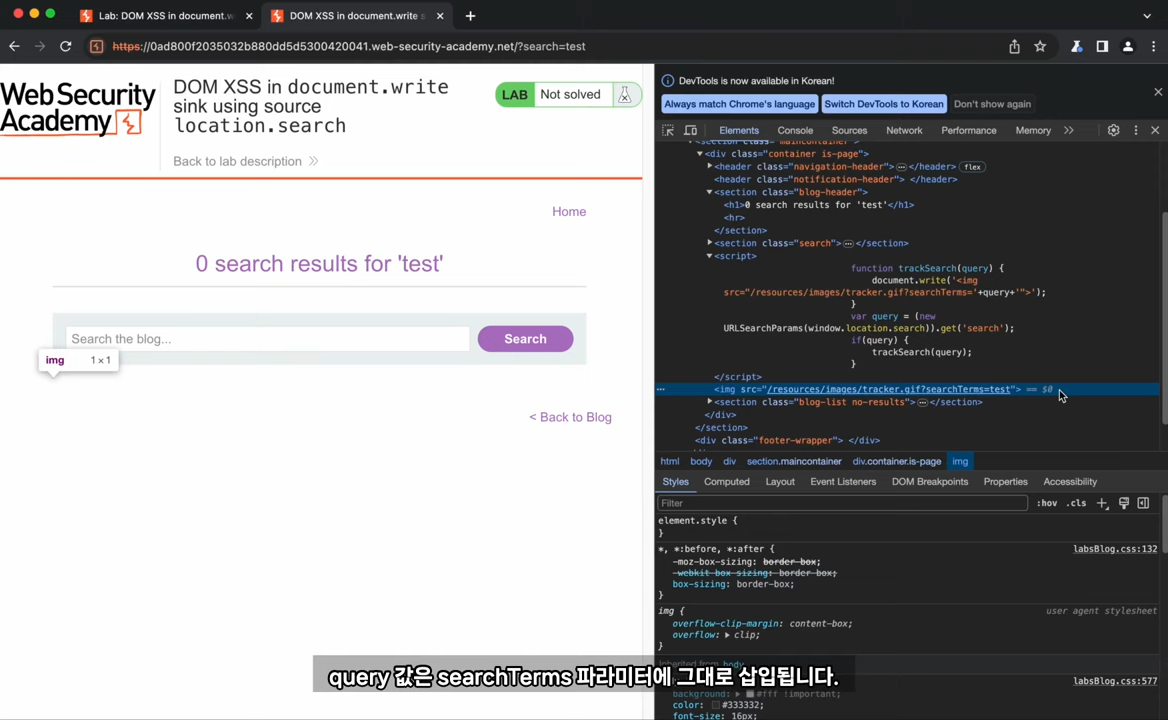 Lab: DOM XSS in document.w
DOM XSS in document.write s
https://0ad800f2035032b880dd5d5300420041.web-security-academy.net/?search=test
Web Security
Academy
DOM XSS in document.write
sink using source
location.search
LAB Not solved
Back to lab description
Home
0 search results for 'test'
Search the blog...
Search
img 1×1
< Back to Blog
DevTools is now available in Korean!
Always match Chrome's language
Switch DevTools to Korean
Don't show again
Elements Console Sources Network Performance Memory
<section class="maincontainer">
<div class="container is-page">
<header class="navigation-header"> … </header> flex
<header class="notification-header"> </header>
<section class="blog-header">
<h1>0 search results for 'test'</h1>
<hr>
</section>
<section class="search"> … </section>
<script>
function trackSearch(query) {
document.write('<img
src="/resources/images/tracker.gif?searchTerms='+query+'">');
}
var query = (new
URLSearchParams(window.location.search)).get('search');
if(query) {
trackSearch(query);
}
</script>
… <img src="/resources/images/tracker.gif?searchTerms=test"> == $0
<section class="blog-list no-results"> … </section>
</div>
</section>
<div class="footer-wrapper"> </div>
html body div section.maincontainer div.container.is-page img
Styles Computed Layout Event Listeners DOM Breakpoints Properties Accessibility
Filter
:hov .cls
element.style {
}
*, *:before, *:after { labsBlog.css:132
-moz-box-sizing: border-box;
-webkit-box-sizing: border-box;
box-sizing: border-box;
}
img { user agent stylesheet
overflow-clip-margin: content-box;
overflow: clip;
}
Inherited from body
labsBlog.css:577
background: #fff !important;
color: #333332;
font-size: 16px;
query 값은 searchTerms 파라미터에 그대로 삽입됩니다.